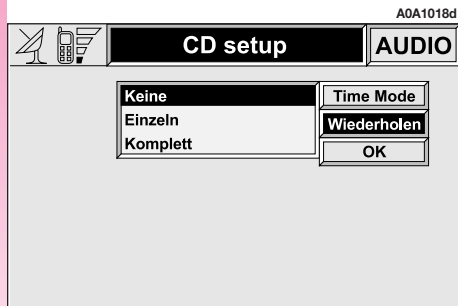 A0A1018d
CD setup
AUDIO
Keine
Einzeln
Komplett
Time Mode
Wiederholen
OK